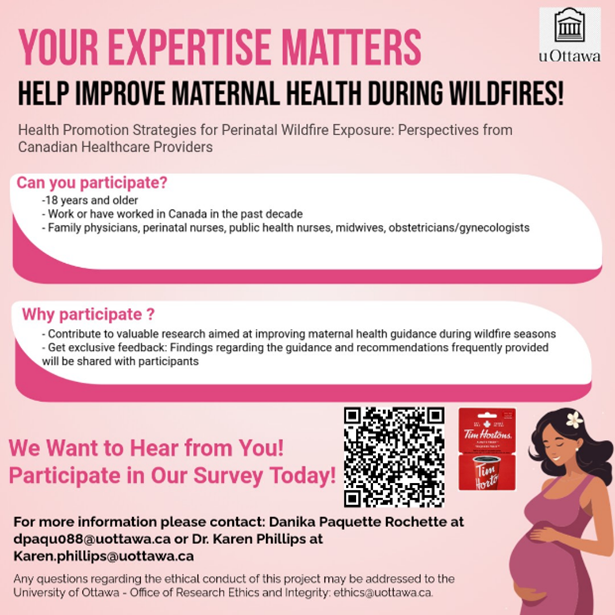 YOUR EXPERTISE MATTERS
uOttawa
HELP IMPROVE MATERNAL HEALTH DURING WILDFIRES!
Health Promotion Strategies for Perinatal Wildfire Exposure: Perspectives from
Canadian Healthcare Providers
Can you participate?
-18 years and older
- Work or have worked in Canada in the past decade
- Family physicians, perinatal nurses, public health nurses, midwives, obstetricians/gynecologists
Why participate ?
- Contribute to valuable research aimed at improving maternal health guidance during wildfire seasons
- Get exclusive feedback: Findings regarding the guidance and recommendations frequently provided
will be shared with participants
Tim Hortons.
Tim
Horto
We Want to Hear from You!
Participate in Our Survey Today!
For more information please contact: Danika Paquette Rochette at
dpaqu088@uottawa.ca or Dr. Karen Phillips at
Karen.phillips@uottawa.ca
Any questions regarding the ethical conduct of this project may be addressed to the
University of Ottawa - Office of Research Ethics and Integrity: ethics@uottawa.ca.